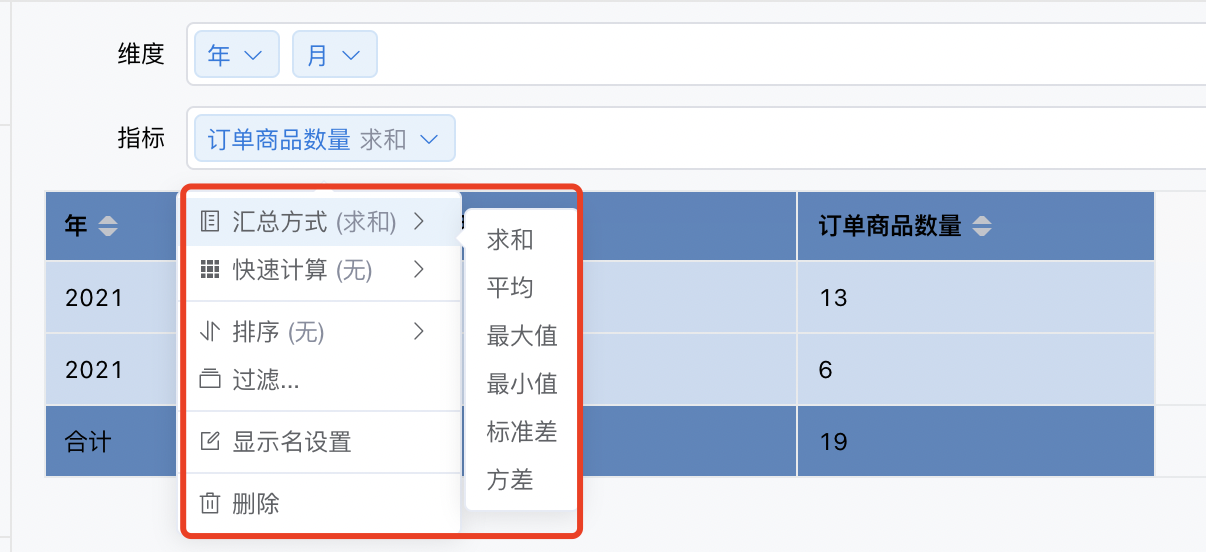 维度 年 月
指标 订单商品数量 求和
年 订单商品数量
汇总方式 (求和)
快速计算 (无)
排序 (无)
过滤...
显示名设置
删除
求和
平均
最大值
最小值
标准差
方差
2021 13
2021 6
合计 19